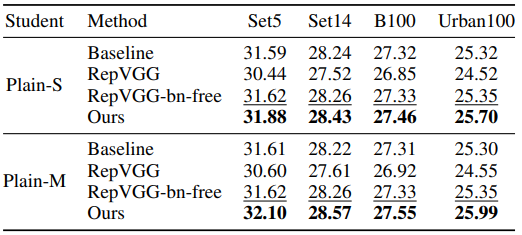 Student Method Set5 Set14 B100 Urban100
Baseline 31.59 28.24 27.32 25.32
RepVGG 30.44 27.52 26.85 24.52
Plain-S
RepVGG-bn-free 31.62 28.26 27.33 25.35
Ours 31.88 28.43 27.46 25.70
Baseline 31.61 28.22 27.31 25.30
RepVGG 30.60 27.61 26.92 24.55
Plain-M
RepVGG-bn-free 31.62 28.26 27.33 25.35
Ours 32.10 28.57 27.55 25.99